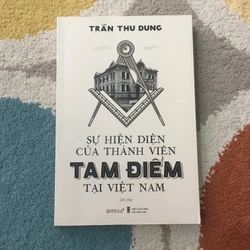 TRẦN THU DUNG
SỰ HIỆN DIỆN
CỦA THÀNH VIÊN
TAM ĐIỂM
TẠI VIỆT NAM